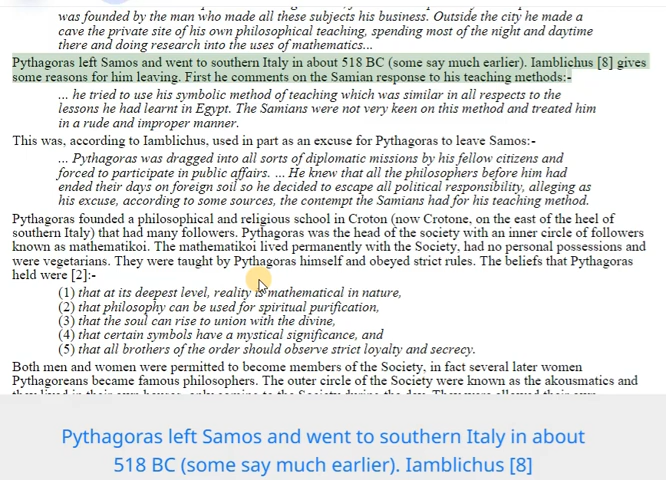 was founded by the man who made all these subjects his business. Outside the city he made a
cave the private site of his own philosophical teaching, spending most of the night and daytime
there and doing research into the uses of mathematics...
Pythagoras left Samos and went to southern Italy in about 518 BC (some say much earlier). Iamblichus [8] gives
some reasons for him leaving. First he comments on the Samian response to his teaching methods:-
... he tried to use his symbolic method of teaching which was similar in all respects to the
lessons he had learnt in Egypt. The Samians were not very keen on this method and treated him
in a rude and improper manner.
This was, according to Iamblichus, used in part as an excuse for Pythagoras to leave Samos:-
... Pythagoras was dragged into all sorts of diplomatic missions by his fellow citizens and
forced to participate in public affairs. ... He knew that all the philosophers before him had
ended their days on foreign soil so he decided to escape all political responsibility, alleging as
his excuse, according to some sources, the contempt the Samians had for his teaching method.
Pythagoras founded a philosophical and religious school in Croton (now Crotone, on the east of the heel of
southern Italy) that had many followers. Pythagoras was the head of the society with an inner circle of followers
known as mathematikoi. The mathematikoi lived permanently with the Society, had no personal possessions and
were vegetarians. They were taught by Pythagoras himself and obeyed strict rules. The beliefs that Pythagoras
held were [2]:-
(1) that at its deepest level, reality is mathematical in nature,
(2) that philosophy can be used for spiritual purification,
(3) that the soul can rise to union with the divine,
(4) that certain symbols have a mystical significance, and
(5) that all brothers of the order should observe strict loyalty and secrecy.
Both men and women were permitted to become members of the Society, in fact several later women
Pythagoreans became famous philosophers. The outer circle of the Society were known as the akousmatics and
Pythagoras left Samos and went to southern Italy in about
518 BC (some say much earlier). Iamblichus [8]